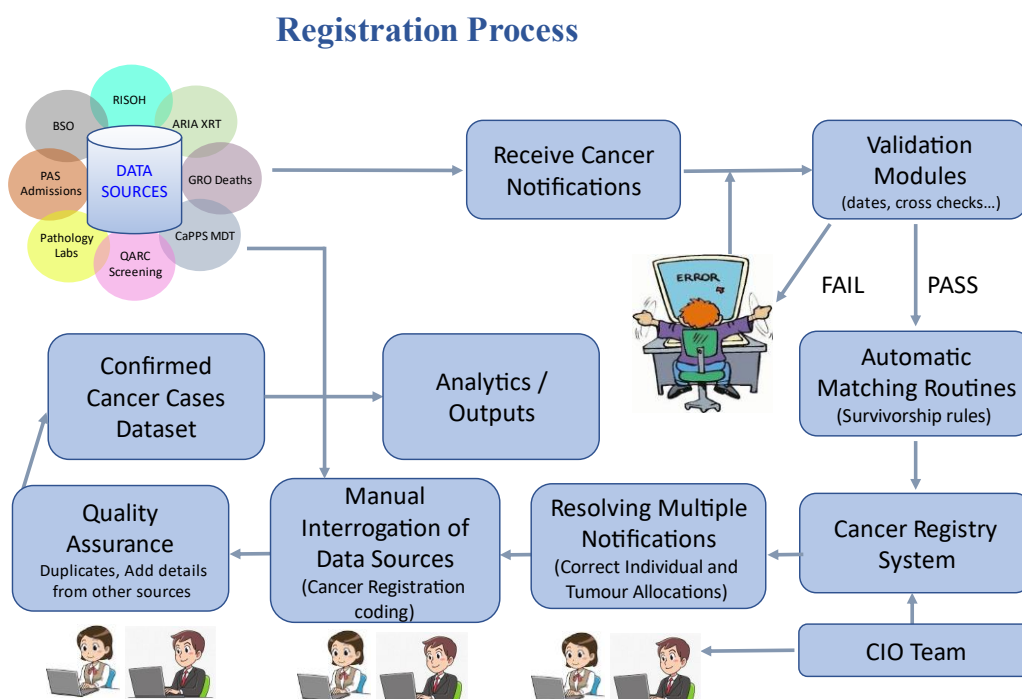 Registration Process
RISOH
BSO
ARIA XRT
DATA
SOURCES
PAS
Admissions
GRO Deaths
Pathology
Labs
CaPPS MDT
QARC
Screening
Receive Cancer
Notifications
Validation
Modules
(dates, cross checks...)
ERROR
FAIL
PASS
Confirmed
Cancer Cases
Dataset
Analytics /
Outputs
Automatic
Matching Routines
(Survivorship rules)
Quality
Assurance
Duplicates, Add details
from other sources
Manual
Interrogation of
Data Sources
(Cancer Registration
coding)
Resolving Multiple
Notifications
(Correct Individual and
Tumour Allocations)
Cancer Registry
System
CIO Team